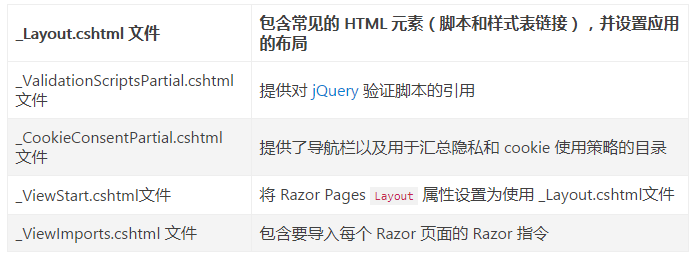 _Layout.cshtml 文件
包含常见的 HTML 元素（脚本和样式表链接），并设置应用
的布局
_ValidationScriptsPartial.cshtml
文件
提供对 jQuery 验证脚本的引用
_CookieConsentPartial.cshtml
文件
提供了导航栏以及用于汇总隐私和 cookie 使用策略的目录
_ViewStart.cshtml文件
将 Razor Pages Layout 属性设置为使用 _Layout.cshtml文件
_ViewImports.cshtml 文件
包含要导入每个 Razor 页面的 Razor 指令